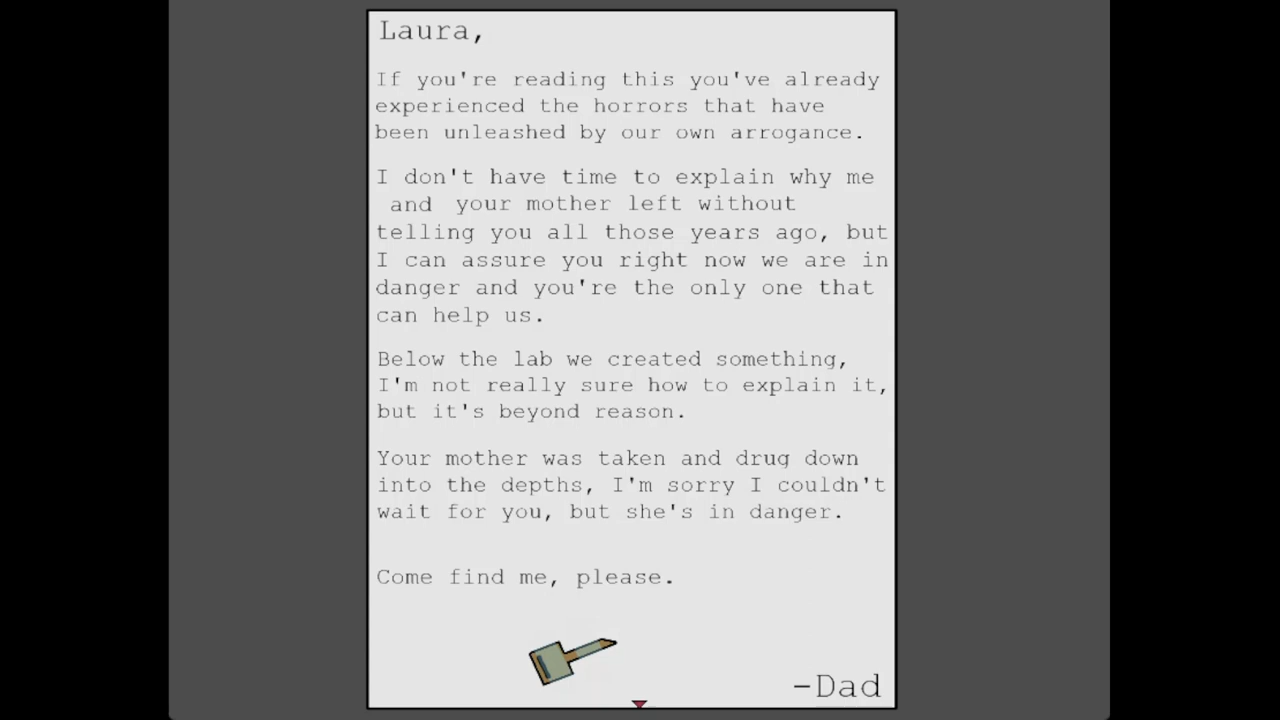 Laura,
If you're reading this you've already
experienced the horrors that have
been unleashed by our own arrogance.
I don't have time to explain why me
and your mother left without
telling you all those years ago, but
I can assure you right now we are in
danger and you're the only one that
can help us.
Below the lab we created something,
I'm not really sure how to explain it,
but it's beyond reason.
Your mother was taken and drug down
into the depths, I'm sorry I couldn't
wait for you, but she's in danger.
Come find me, please.
-Dad